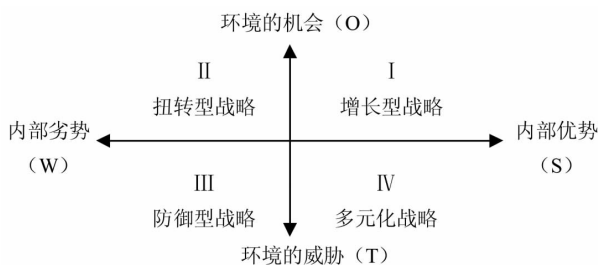 环境的机会（O）
Ⅱ
Ⅰ
扭转型战略
增长型战略
内部劣势
（W）
内部优势
（S）
Ⅲ
Ⅳ
防御型战略
多元化战略
环境的威胁（T）